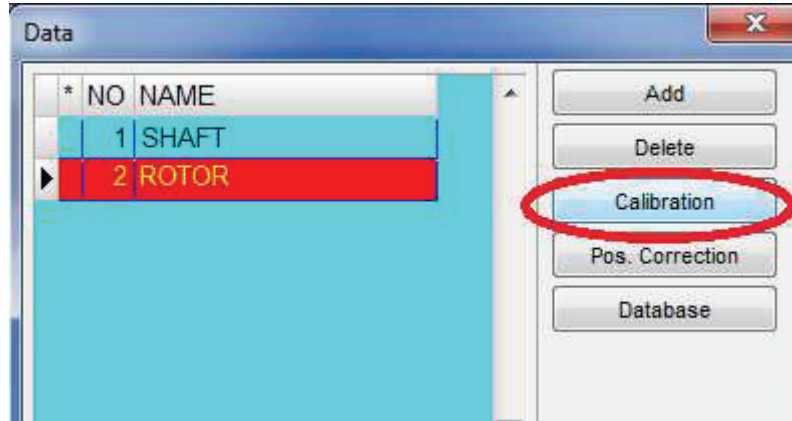 Data
* NO NAME
1 SHAFT
2 ROTOR
Add
Delete
Calibration
Pos. Correction
Database